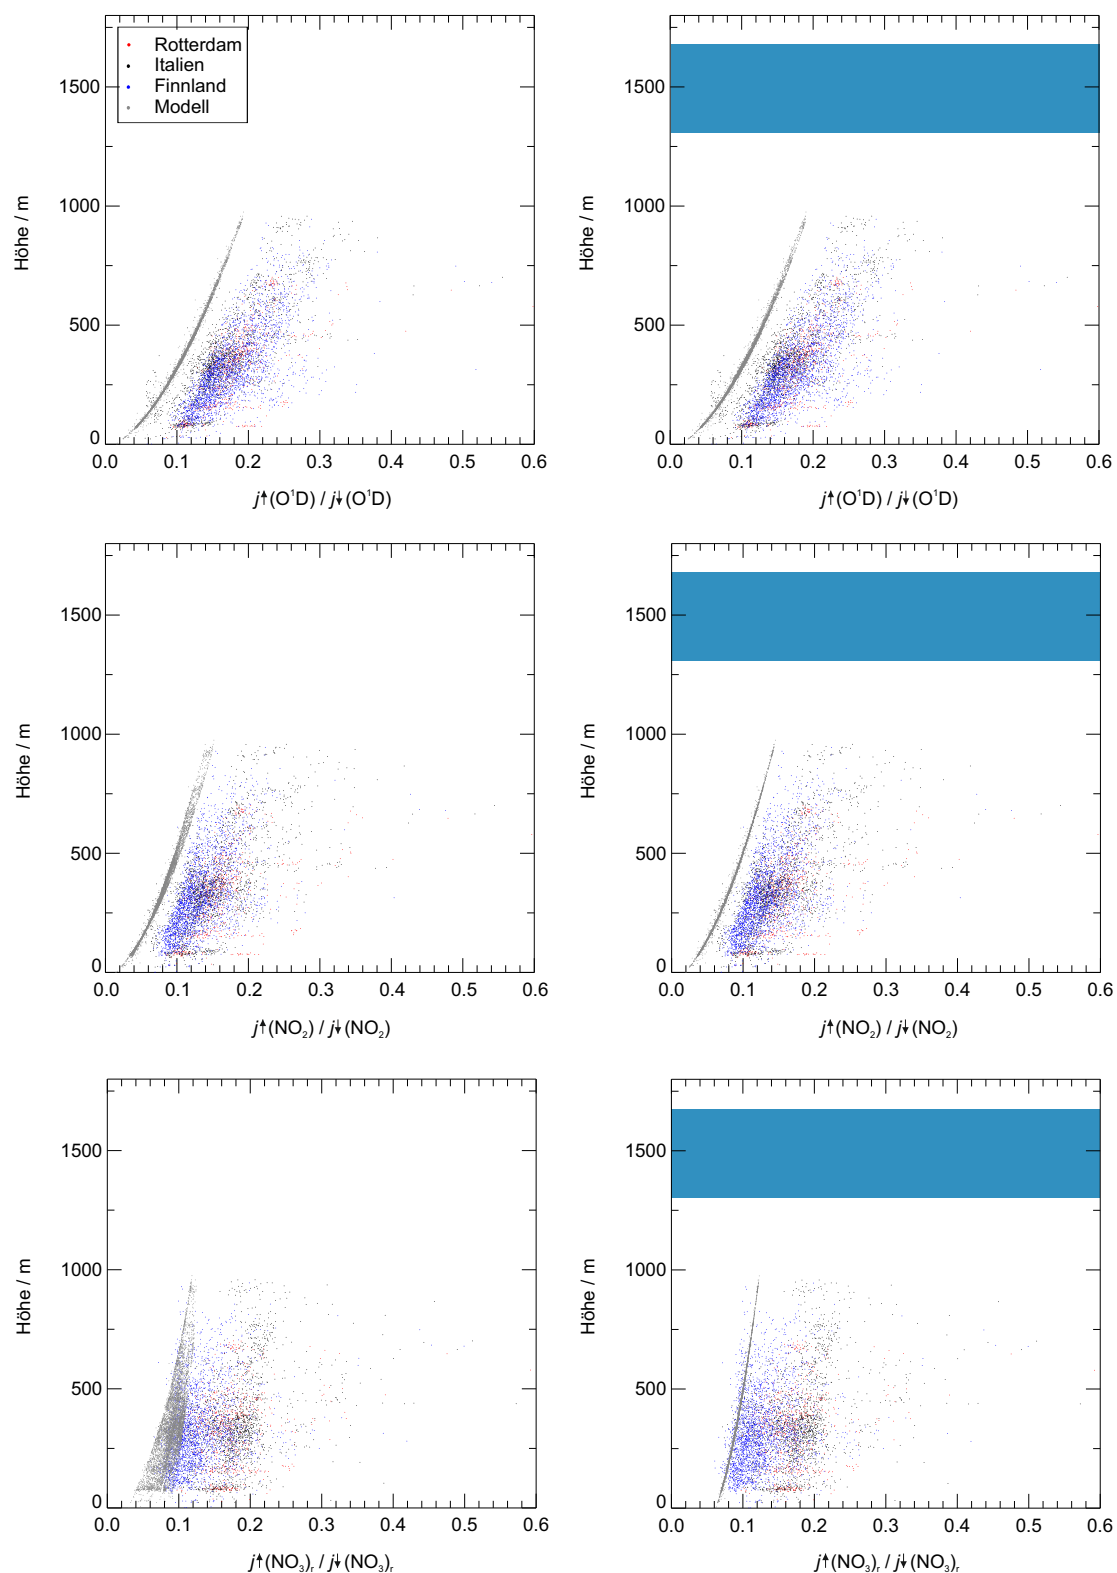 Rotterdam
Italien
Finnland
Modell
1500
1000
500
0
Höhe / m
0.0 0.1 0.2 0.3 0.4 0.5 0.6
j↑(O¹D) / j↓(O¹D)
1500
1000
500
0
Höhe / m
0.0 0.1 0.2 0.3 0.4 0.5 0.6
j↑(O¹D) / j↓(O¹D)
1500
1000
500
0
Höhe / m
0.0 0.1 0.2 0.3 0.4 0.5 0.6
j↑(NO₂) / j↓(NO₂)
1500
1000
500
0
Höhe / m
0.0 0.1 0.2 0.3 0.4 0.5 0.6
j↑(NO₂) / j↓(NO₂)
1500
1000
500
0
Höhe / m
0.0 0.1 0.2 0.3 0.4 0.5 0.6
j↑(NO₃)ᵣ / j↓(NO₃)ᵣ
1500
1000
500
0
Höhe / m
0.0 0.1 0.2 0.3 0.4 0.5 0.6
j↑(NO₃)ᵣ / j↓(NO₃)ᵣ